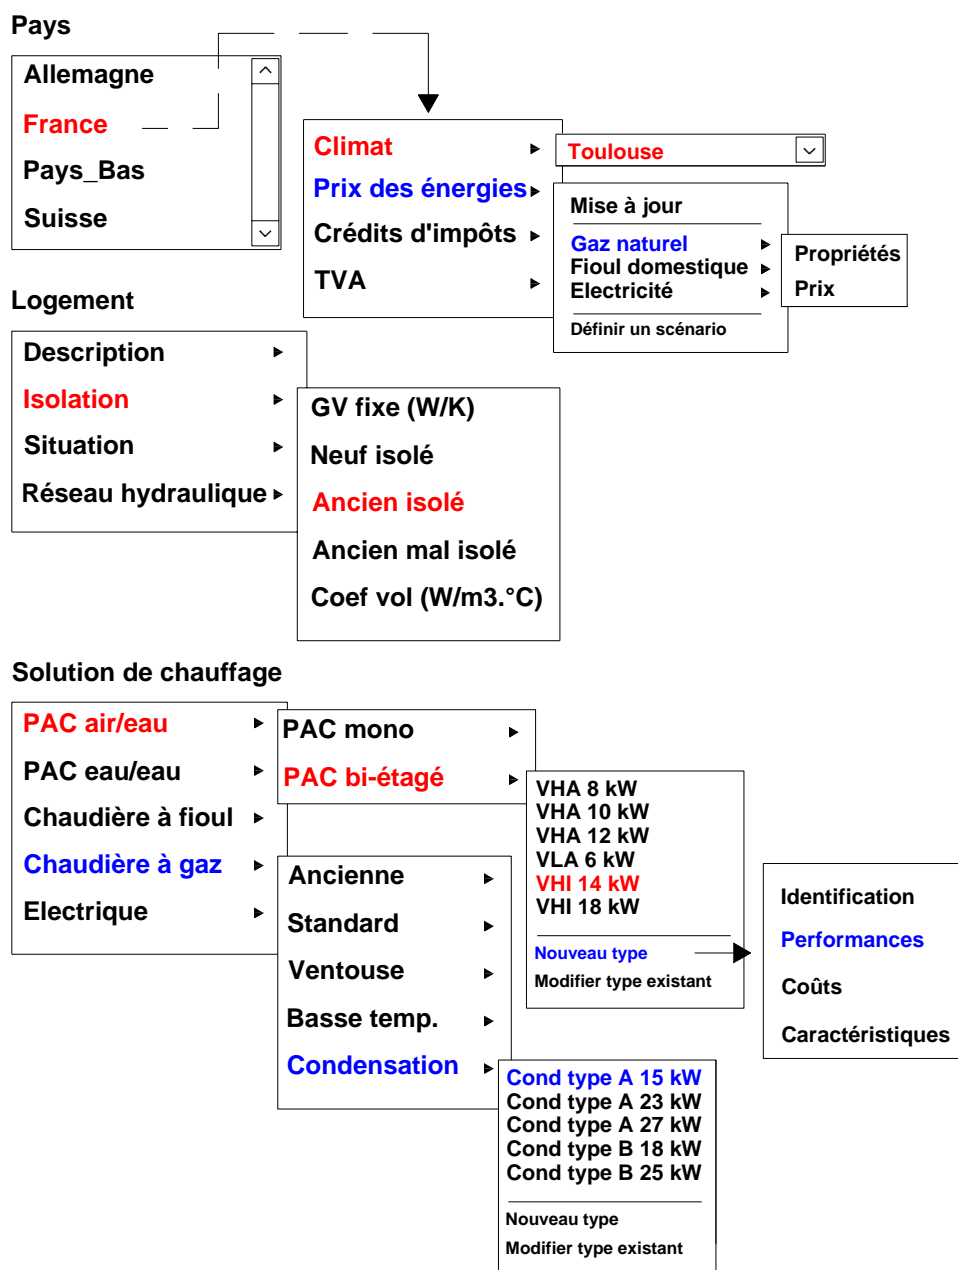 Pays
Allemagne
France
Pays_Bas
Suisse
Climat
Prix des énergies
Crédits d'impôts
TVA
Toulouse
Mise à jour
Gaz naturel
Fioul domestique
Electricité
Définir un scénario
Propriétés
Prix
Logement
Description
Isolation
Situation
Réseau hydraulique
GV fixe (W/K)
Neuf isolé
Ancien isolé
Ancien mal isolé
Coef vol (W/m3.°C)
Solution de chauffage
PAC air/eau
PAC eau/eau
Chaudière à fioul
Chaudière à gaz
Electrique
PAC mono
PAC bi-étagé
VHA 8 kW
VHA 10 kW
VHA 12 kW
VLA 6 kW
VHI 14 kW
VHI 18 kW
Nouveau type
Modifier type existant
Identification
Performances
Coûts
Caractéristiques
Ancienne
Standard
Ventouse
Basse temp.
Condensation
Cond type A 15 kW
Cond type A 23 kW
Cond type A 27 kW
Cond type B 18 kW
Cond type B 25 kW
Nouveau type
Modifier type existant